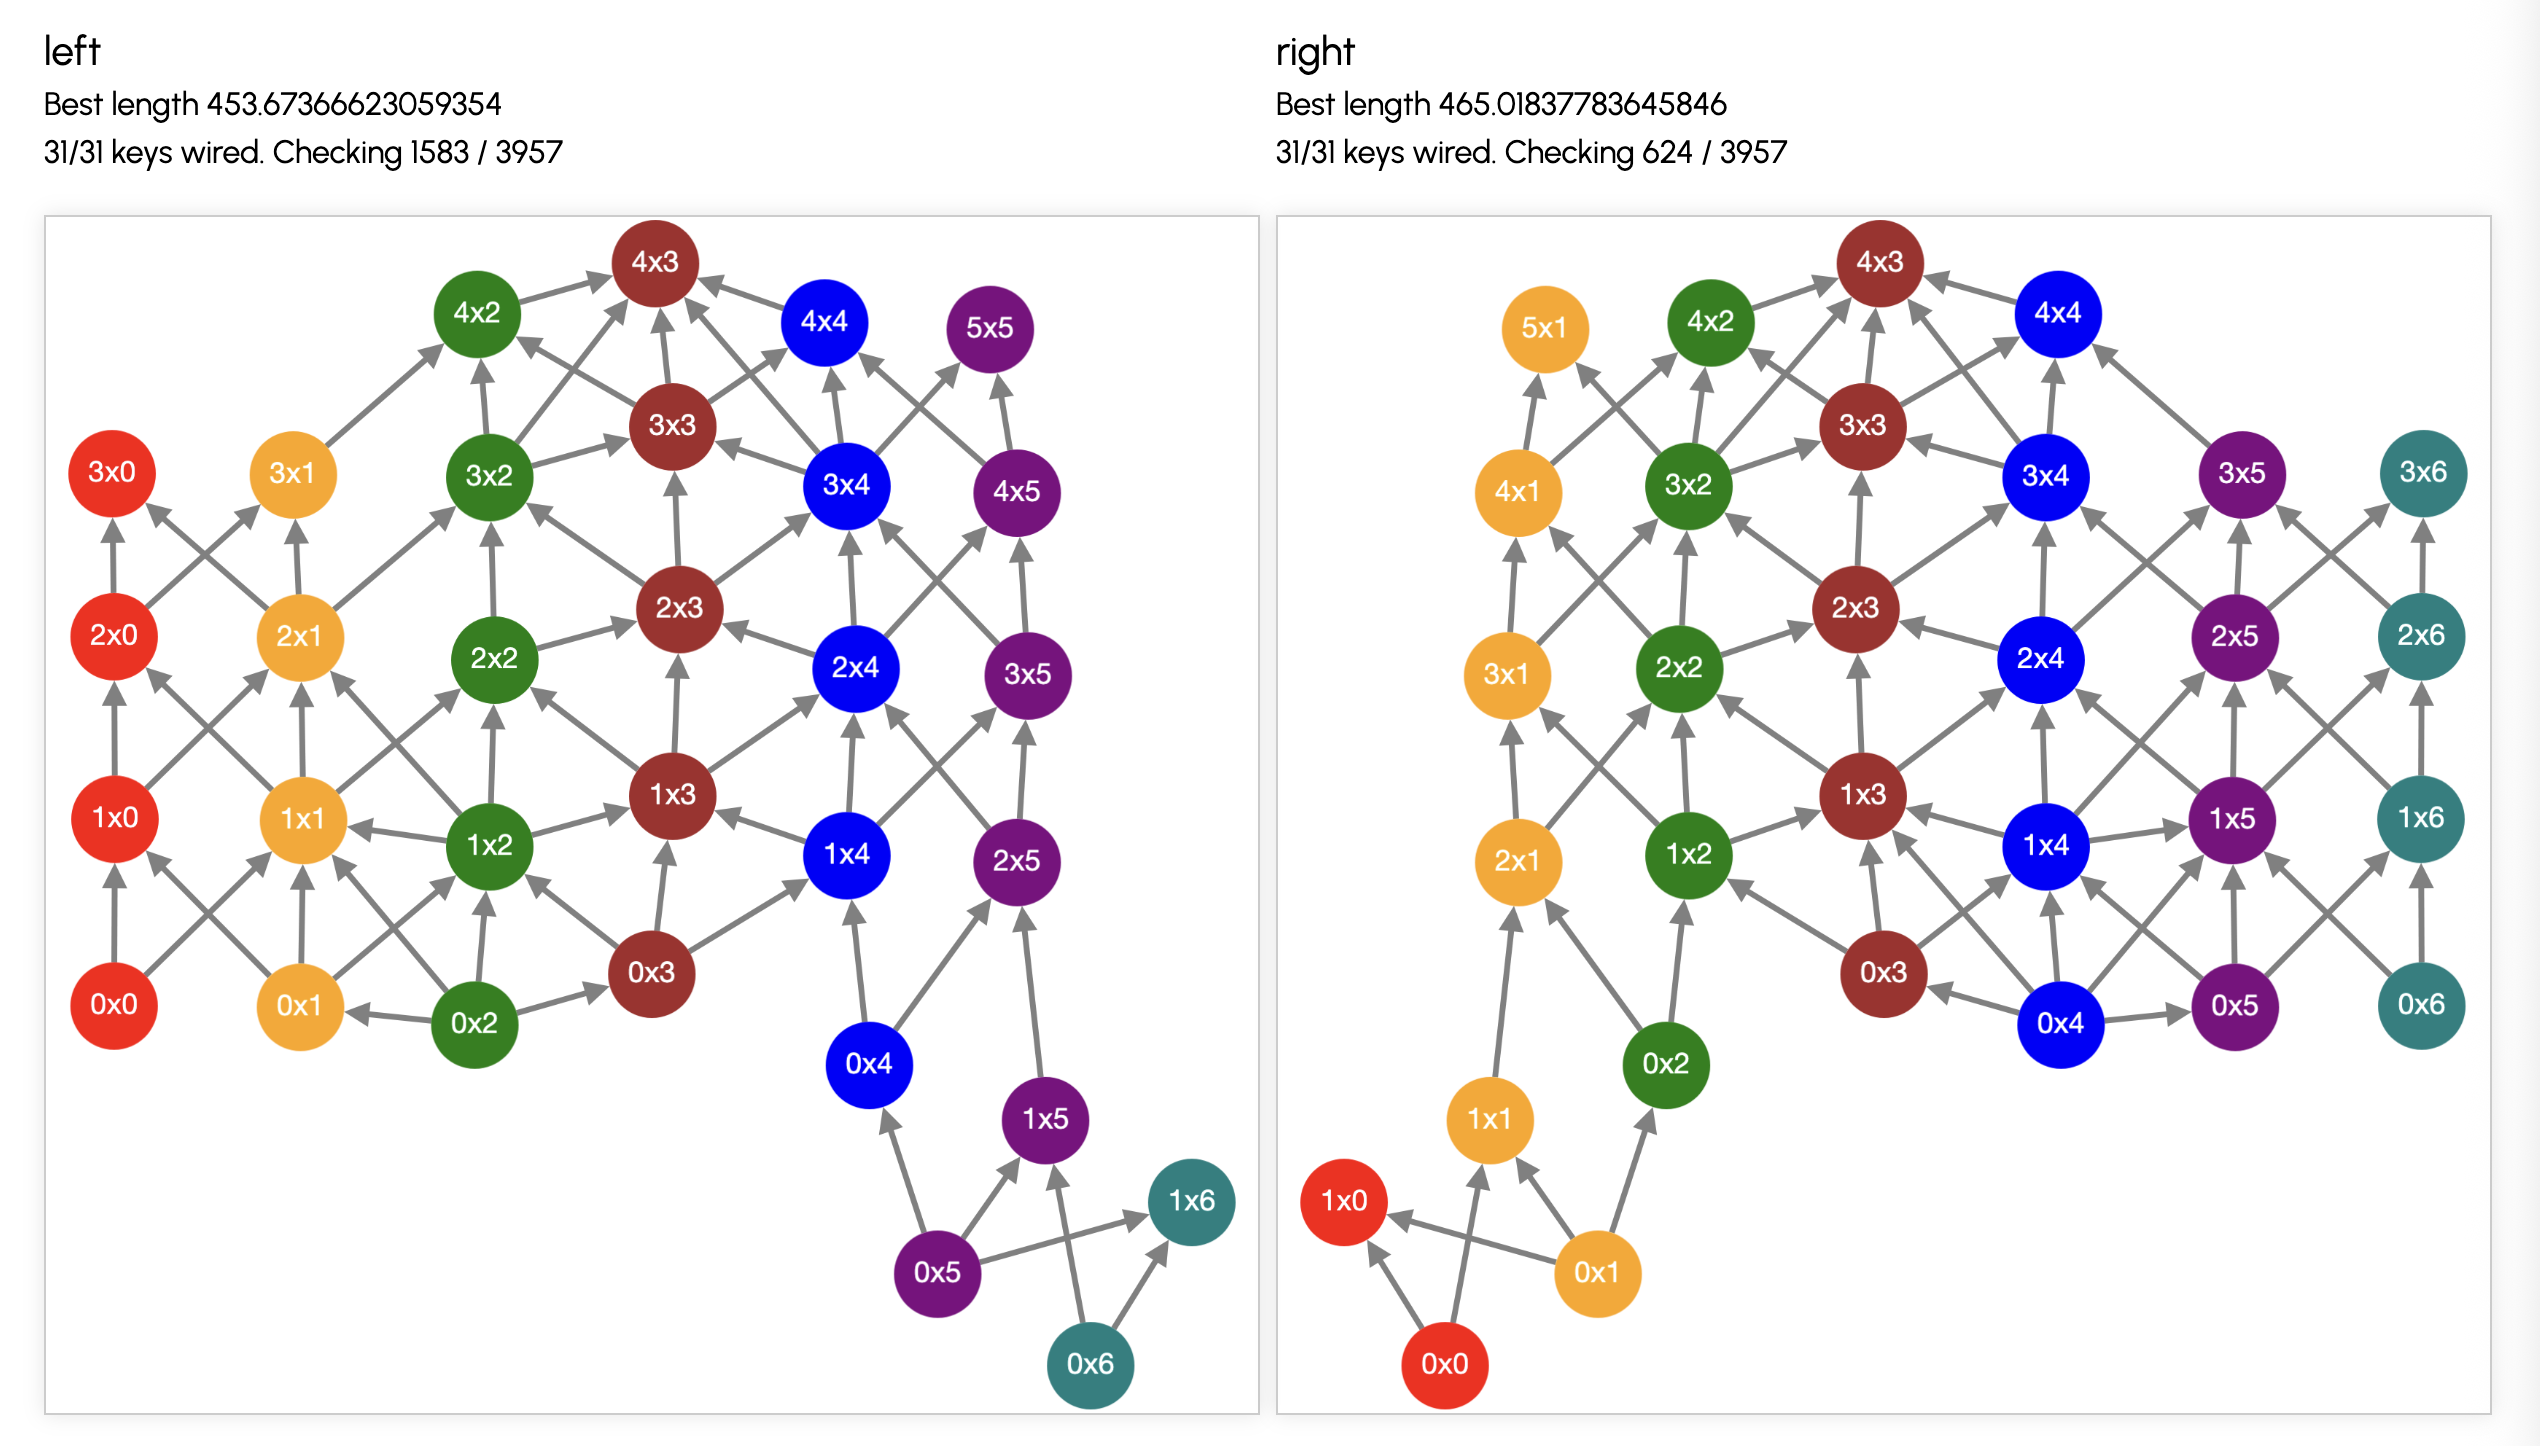 left
Best length 453.67366623059354
31/31 keys wired. Checking 1583 / 3957
4x3
4x2
4x4
5x5
3x3
3x0
3x1
3x2
3x4
4x5
2x3
2x0
2x1
2x2
2x4
3x5
1x3
1x0
1x1
1x2
1x4
2x5
0x3
0x0
0x1
0x2
0x4
1x5
1x6
0x5
0x6
right
Best length 465.01837783645846
31/31 keys wired. Checking 624 / 3957
4x3
5x1
4x2
4x4
3x3
4x1
3x2
3x4
3x5
3x6
2x3
3x1
2x2
2x4
2x5
2x6
1x3
2x1
1x2
1x4
1x5
1x6
0x3
0x4
0x5
0x6
0x2
1x1
1x0
0x1
0x0